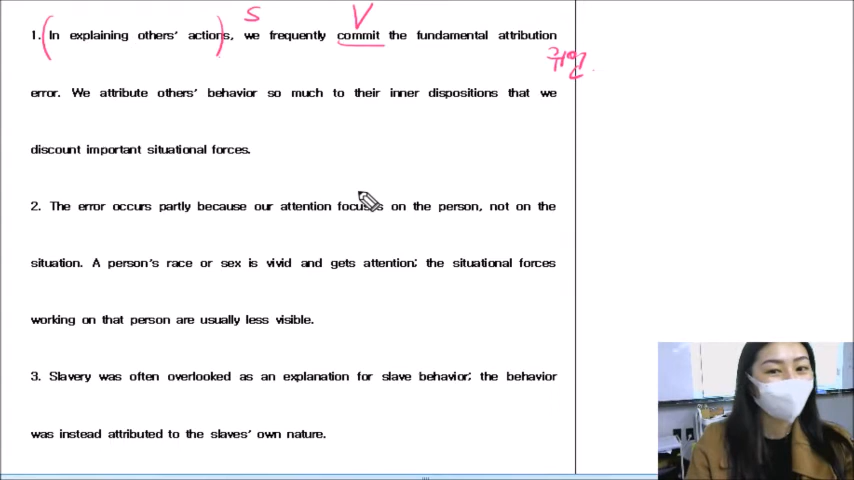 S V
1. (In explaining others' actions), we frequently commit the fundamental attribution
귀인
error. We attribute others' behavior so much to their inner dispositions that we
discount important situational forces.
2. The error occurs partly because our attention focuses on the person, not on the
situation. A person's race or sex is vivid and gets attention; the situational forces
working on that person are usually less visible.
3. Slavery was often overlooked as an explanation for slave behavior; the behavior
was instead attributed to the slaves' own nature.